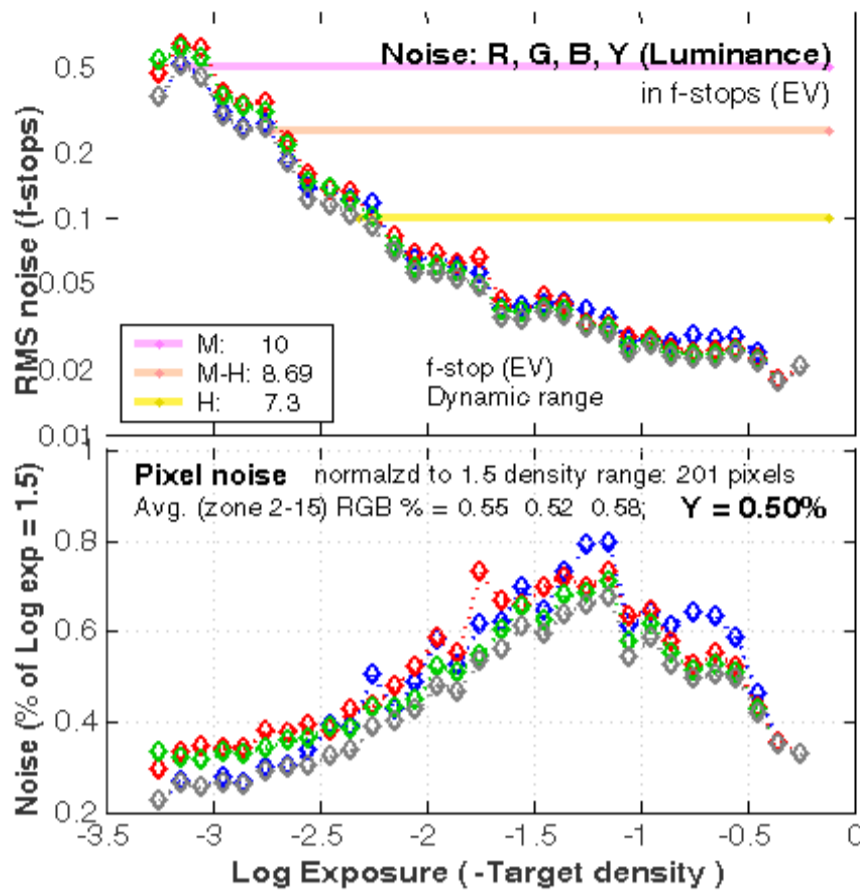 Noise: R, G, B, Y (Luminance)
in f-stops (EV)
RMS noise (f-stops)
0.5
0.2
0.1
0.05
0.02
0.01
M: 10
M-H: 8.69
H: 7.3
f-stop (EV)
Dynamic range
Pixel noise normalzd to 1.5 density range: 201 pixels
Avg. (zone 2-15) RGB % = 0.55 0.52 0.58; Y = 0.50%
Noise (% of Log exp = 1.5)
1
0.8
0.6
0.4
0.2
-3.5 -3 -2.5 -2 -1.5 -1 -0.5 0
Log Exposure ( -Target density )